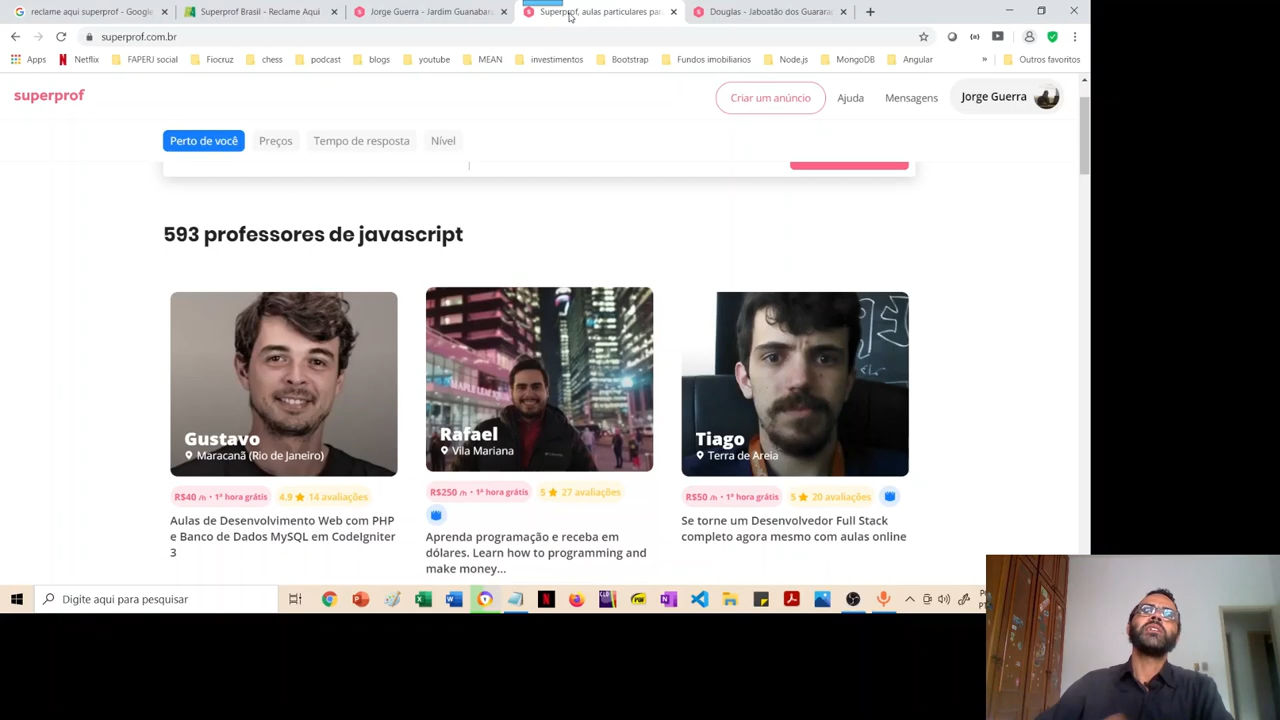 reclame aqui superprof - Google
Superprof Brasil - Reclame Aqui
Jorge Guerra - Jardim Guanabar
Superprof, aulas particulares par
Douglas - Jaboatão dos Guararap
superprof.com.br
Apps
Netflix
FAPERJ social
Fiocruz
chess
podcast
blogs
youtube
MEAN
investimentos
Bootstrap
Fundos imobiliarios
Node.js
MongoDB
Angular
»
Outros favoritos
superprof
Criar um anúncio
Ajuda
Mensagens
Jorge Guerra
Perto de você
Preços
Tempo de resposta
Nível
593 professores de javascript
Gustavo
Maracanã (Rio de Janeiro)
R$40 /h • 1ª hora grátis
4.9 ★ 14 avaliações
Aulas de Desenvolvimento Web com PHP
e Banco de Dados MySQL em CodeIgniter
3
Rafael
Vila Mariana
R$250 /h • 1ª hora grátis
5 ★ 27 avaliações
Aprenda programação e receba em
dólares. Learn how to programming and
make money...
Tiago
Terra de Areia
R$50 /h • 1ª hora grátis
5 ★ 20 avaliações
Se torne um Desenvolvedor Full Stack
completo agora mesmo com aulas online
Digite aqui para pesquisar